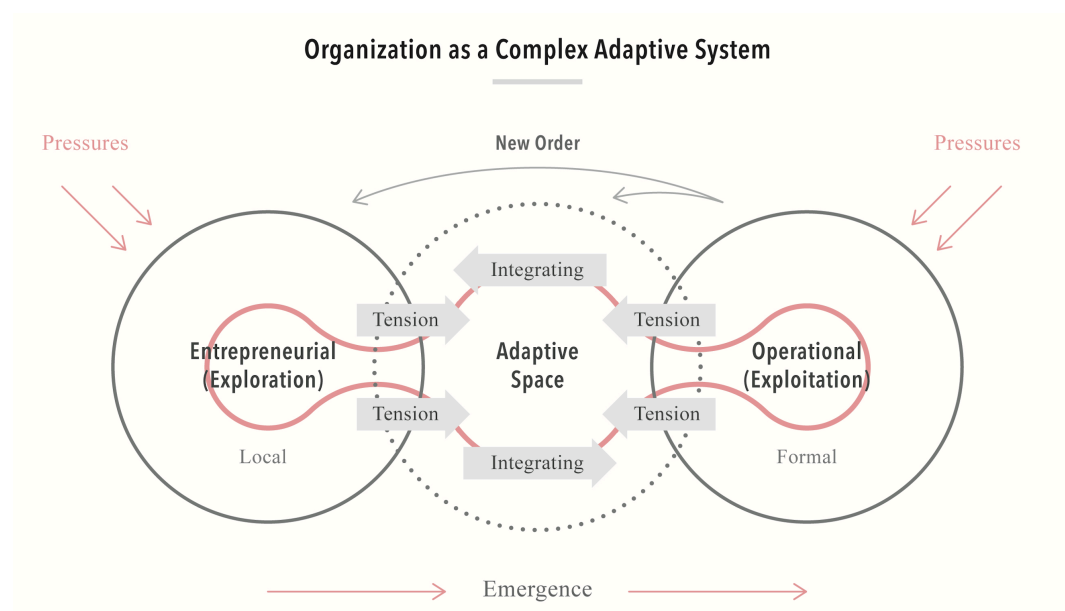 Organization as a Complex Adaptive System
Pressures
New Order
Pressures
Integrating
Tension
Tension
Entrepreneurial
(Exploration)
Adaptive
Space
Operational
(Exploitation)
Tension
Tension
Local
Integrating
Formal
Emergence